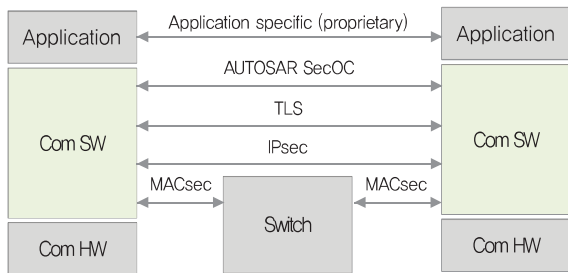 Application
Application specific (proprietary)
Application
AUTOSAR SecOC
TLS
Com SW
Com SW
IPsec
MACsec
MACsec
Switch
Com HW
Com HW